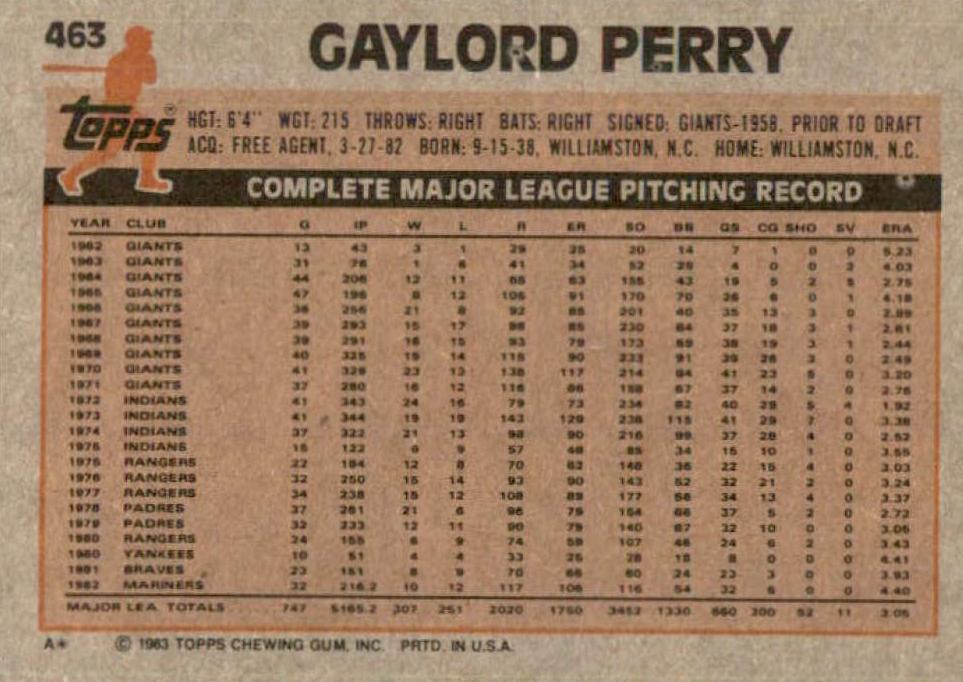 463 GAYLORD PERRY
Topps® HGT: 6'4" WGT: 215 THROWS: RIGHT BATS: RIGHT SIGNED: GIANTS-1958, PRIOR TO DRAFT
ACQ: FREE AGENT, 3-27-82 BORN: 9-15-38, WILLIAMSTON, N.C. HOME: WILLIAMSTON, N.C.
COMPLETE MAJOR LEAGUE PITCHING RECORD
YEAR CLUB G IP W L R ER SO BB GS CG SHO SV ERA
1962 GIANTS 13 43 3 1 29 25 20 14 7 1 0 0 5.23
1963 GIANTS 31 76 1 6 41 34 52 29 4 0 0 2 4.03
1964 GIANTS 44 206 12 11 65 63 155 43 19 5 2 5 2.75
1965 GIANTS 47 196 8 12 105 91 170 70 26 6 0 1 4.18
1966 GIANTS 36 256 21 8 92 85 201 40 35 13 3 0 2.99
1967 GIANTS 39 293 15 17 98 85 230 84 37 18 3 1 2.61
1968 GIANTS 39 291 16 15 93 79 173 59 38 19 3 1 2.44
1969 GIANTS 40 325 19 14 115 90 233 91 39 26 3 0 2.49
1970 GIANTS 41 329 23 13 138 117 214 84 41 23 5 0 3.20
1971 GIANTS 37 280 16 12 116 86 158 67 37 14 2 0 2.76
1972 INDIANS 41 343 24 16 79 73 234 82 40 29 5 4 1.92
1973 INDIANS 41 344 19 19 143 129 238 115 41 29 7 0 3.38
1974 INDIANS 37 322 21 13 98 90 216 99 37 28 4 0 2.52
1975 INDIANS 15 122 6 9 57 48 85 34 15 10 1 0 3.55
1975 RANGERS 22 184 12 8 70 62 148 36 22 15 4 0 3.03
1976 RANGERS 32 250 15 14 93 90 143 52 32 21 2 0 3.24
1977 RANGERS 34 238 15 12 108 89 177 56 34 13 4 0 3.37
1978 PADRES 37 261 21 6 96 79 154 66 37 5 2 0 2.72
1979 PADRES 32 233 12 11 90 79 140 67 32 10 0 0 3.05
1980 RANGERS 24 155 6 9 74 59 107 46 24 6 2 0 3.43
1980 YANKEES 10 51 4 4 33 25 28 18 8 0 0 0 4.41
1981 BRAVES 23 151 8 9 70 66 60 24 23 3 0 0 3.93
1982 MARINERS 32 216.2 10 12 117 106 116 54 32 6 0 0 4.40
MAJOR LEA. TOTALS 747 5165.2 307 251 2020 1750 3452 1330 660 300 52 11 3.05
A* © 1983 TOPPS CHEWING GUM, INC. PRTD. IN U.S.A.